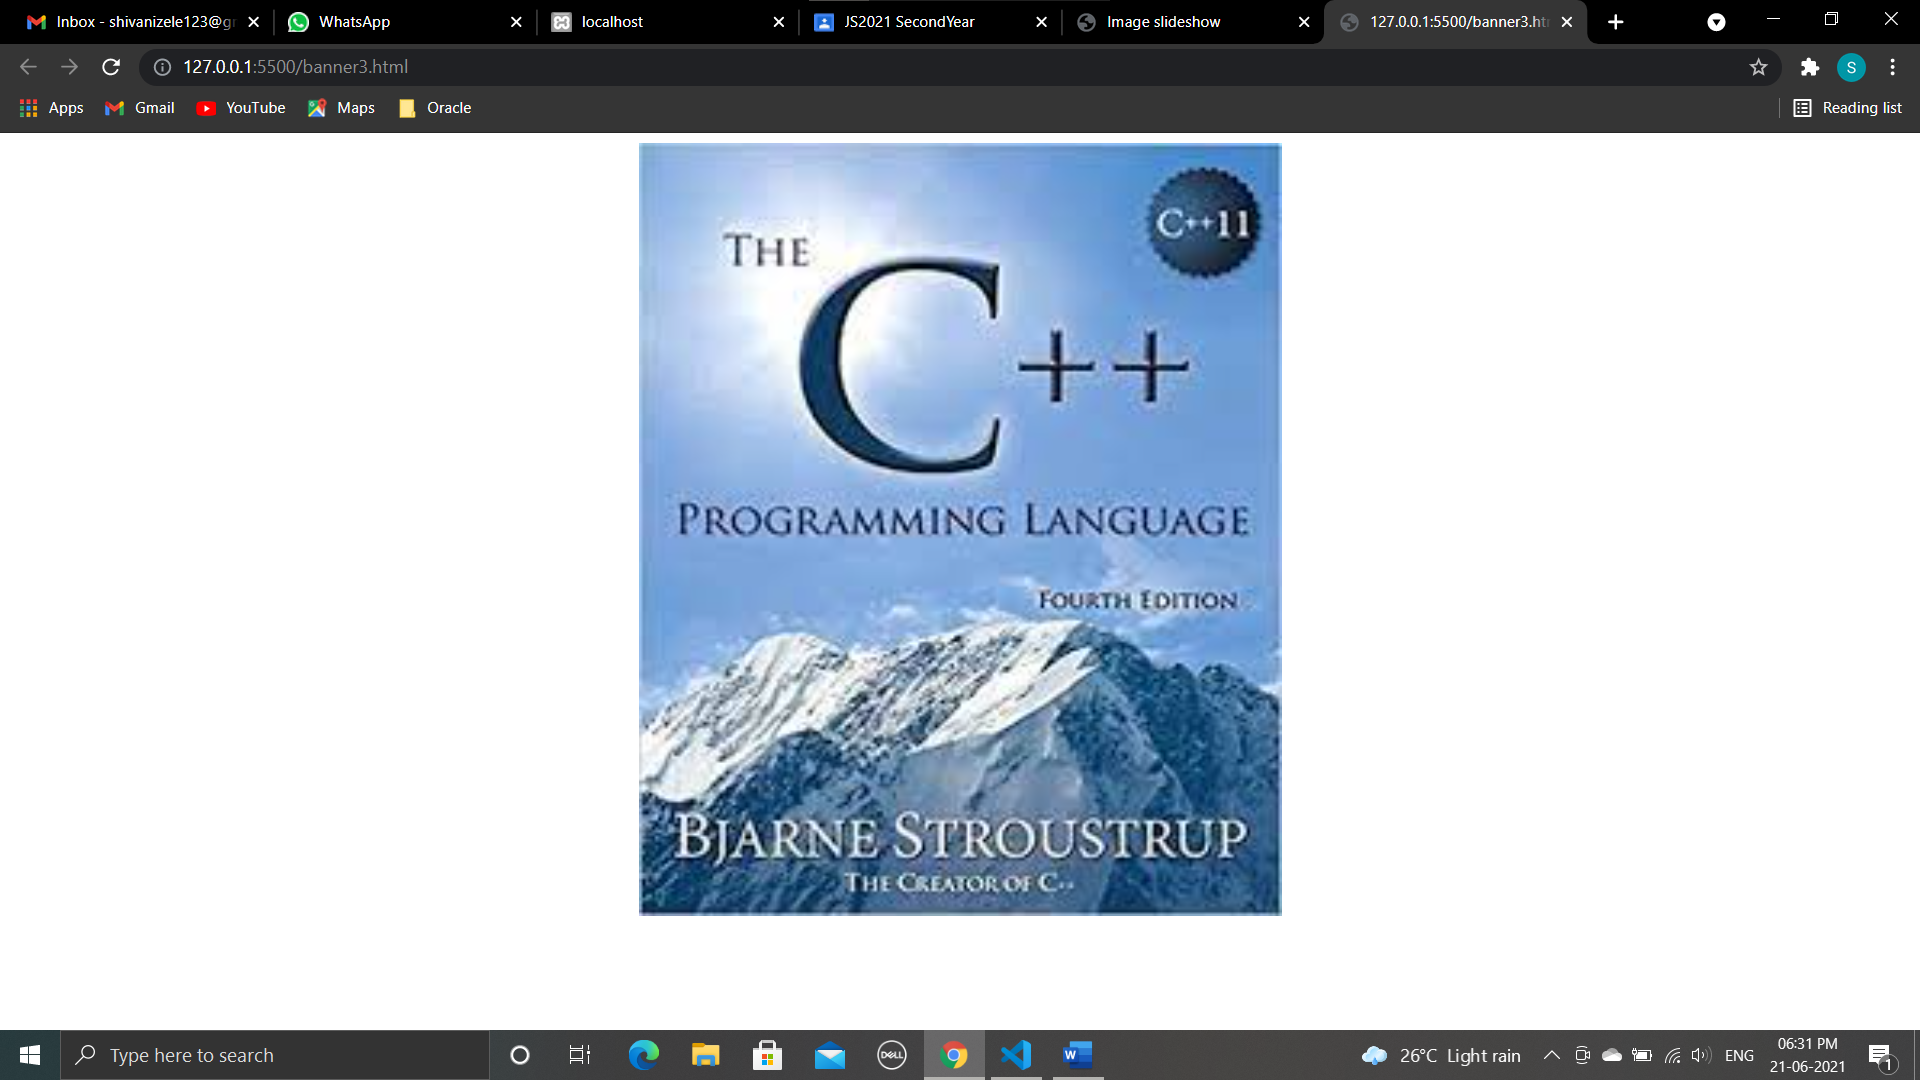 Inbox - shivanizele123@g
WhatsApp
localhost
JS2021 SecondYear
Image slideshow
127.0.0.1:5500/banner3.ht
127.0.0.1:5500/banner3.html
S
Apps
Gmail
YouTube
Maps
Oracle
Reading list
C++11
THE
C++
PROGRAMMING LANGUAGE
FOURTH EDITION
BJARNE STROUSTRUP
THE CREATOR OF C++
Type here to search
DELL
W
26°C Light rain
ENG
06:31 PM
21-06-2021
1